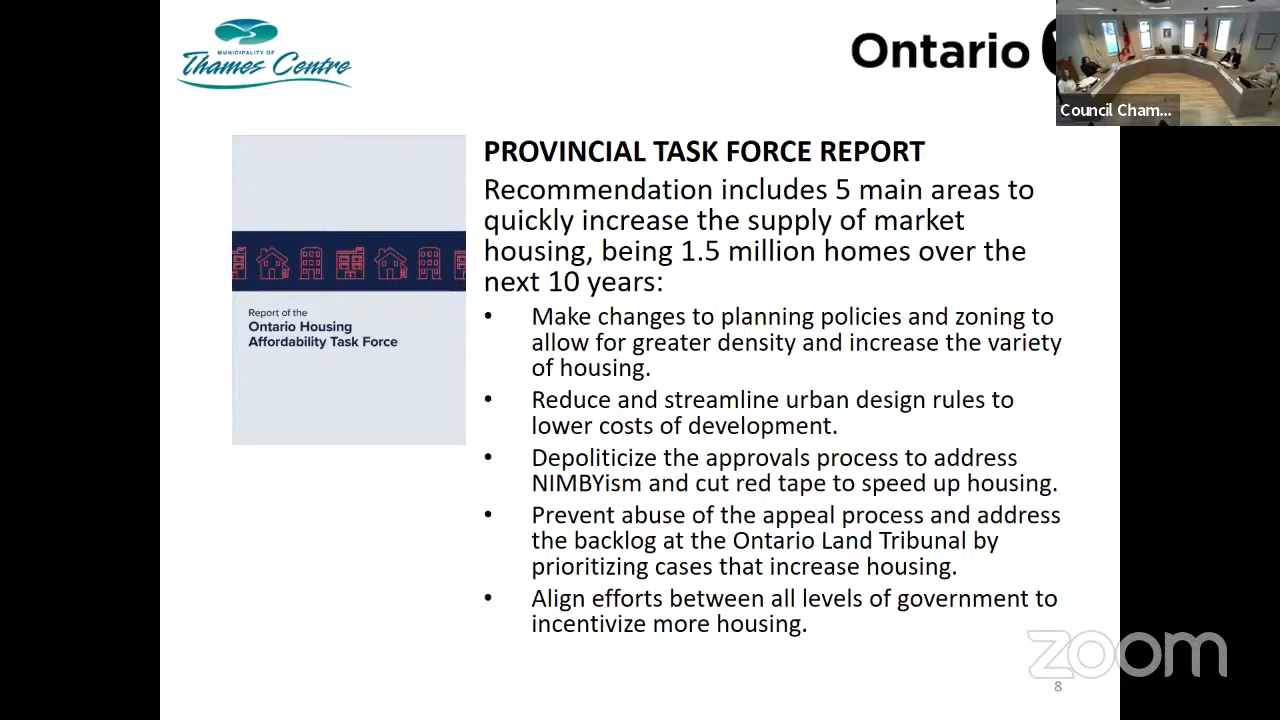 MUNICIPALITY OF
Thames Centre
Ontario
Council Cham...
PROVINCIAL TASK FORCE REPORT
Recommendation includes 5 main areas to
quickly increase the supply of market
housing, being 1.5 million homes over the
next 10 years:
• Make changes to planning policies and zoning to
allow for greater density and increase the variety
of housing.
• Reduce and streamline urban design rules to
lower costs of development.
• Depoliticize the approvals process to address
NIMBYism and cut red tape to speed up housing.
• Prevent abuse of the appeal process and address
the backlog at the Ontario Land Tribunal by
prioritizing cases that increase housing.
• Align efforts between all levels of government to
incentivize more housing.
Report of the
Ontario Housing
Affordability Task Force
zoom
8